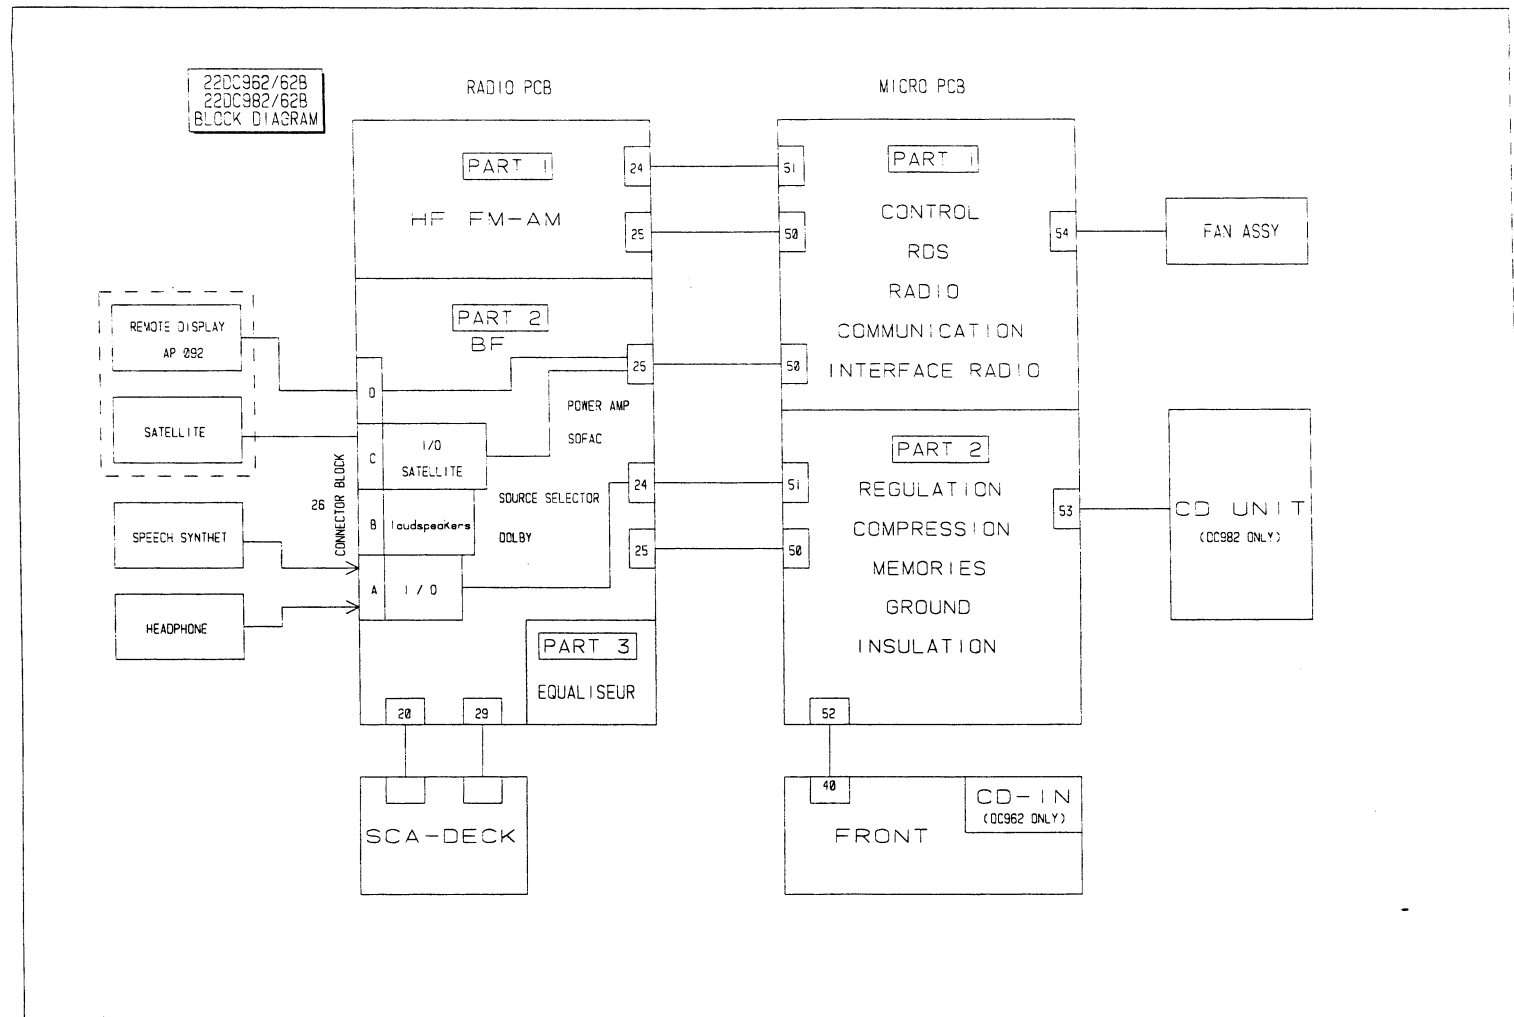 22DC962/62B
22DC982/62B
BLOCK DIAGRAM
RADIO PCB
MICRO PCB
PART 1
HF FM-AM
24
25
51
50
PART 1
CONTROL
RDS
RADIO
COMMUNICATION
INTERFACE RADIO
54
FAN ASSY
REMOTE DISPLAY
AP 092
SATELLITE
SPEECH SYNTHET
HEADPHONE
26
CONNECTOR BLOCK
PART 2
BF
D
C
B
A
I/O
SATELLITE
loudspeakers
I / O
25
POWER AMP
SOFAC
SOURCE SELECTOR
DOLBY
24
25
50
51
50
PART 2
REGULATION
COMPRESSION
MEMORIES
GROUND
INSULATION
53
CD UNIT
(DC982 ONLY)
PART 3
EQUALISEUR
20
29
52
SCA-DECK
40
FRONT
CD-IN
(DC962 ONLY)